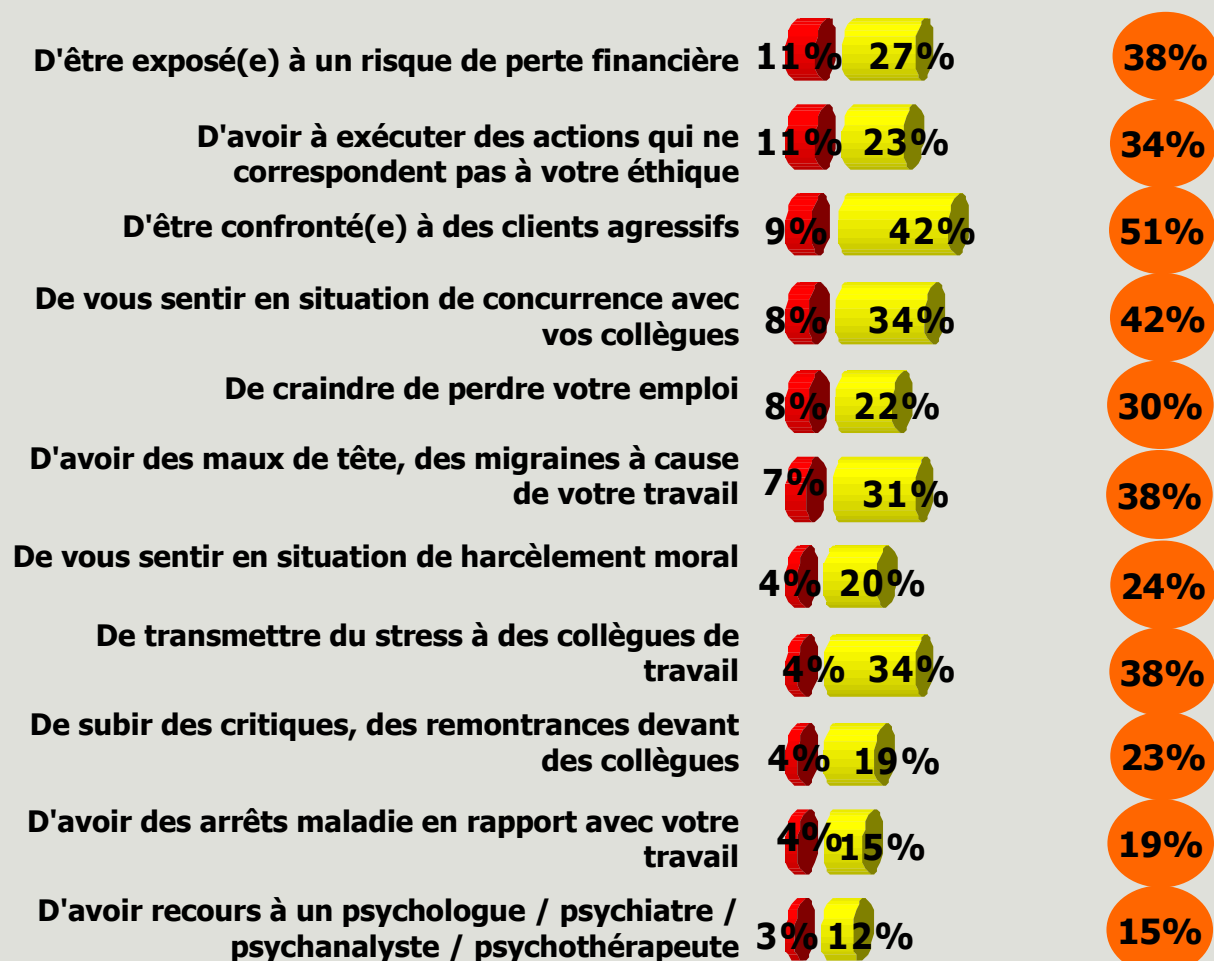 D'être exposé(e) à un risque de perte financière 11% 27% 38%
D'avoir à exécuter des actions qui ne
correspondent pas à votre éthique 11% 23% 34%
D'être confronté(e) à des clients agressifs 9% 42% 51%
De vous sentir en situation de concurrence avec
vos collègues 8% 34% 42%
De craindre de perdre votre emploi 8% 22% 30%
D'avoir des maux de tête, des migraines à cause
de votre travail 7% 31% 38%
De vous sentir en situation de harcèlement moral 4% 20% 24%
De transmettre du stress à des collègues de
travail 4% 34% 38%
De subir des critiques, des remontrances devant
des collègues 4% 19% 23%
D'avoir des arrêts maladie en rapport avec votre
travail 4% 15% 19%
D'avoir recours à un psychologue / psychiatre /
psychanalyste / psychothérapeute 3% 12% 15%